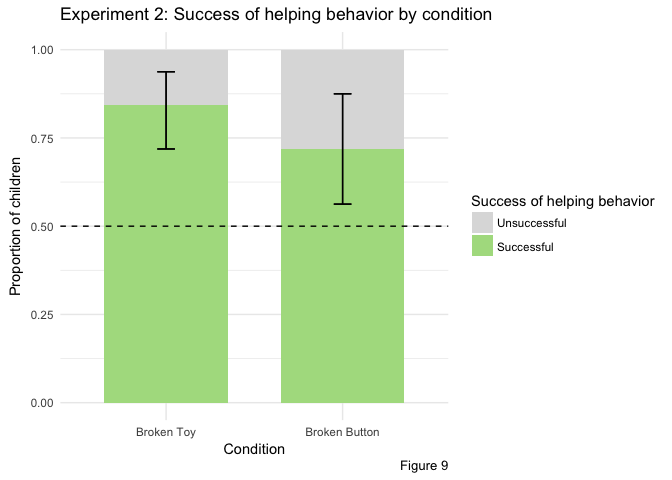 Experiment 2: Success of helping behavior by condition
Proportion of children
1.00
0.75
0.50
0.25
0.00
Broken Toy
Broken Button
Condition
Success of helping behavior
Unsuccessful
Successful
Figure 9